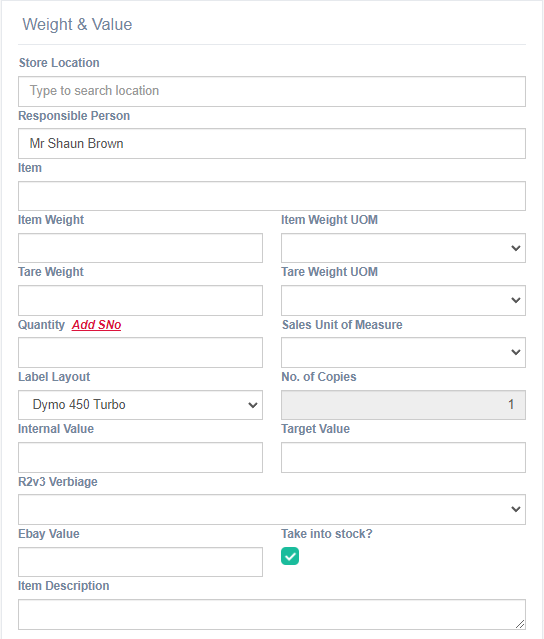 Weight & Value
Store Location
Type to search location
Responsible Person
Mr Shaun Brown
Item
Item Weight Item Weight UOM
Tare Weight Tare Weight UOM
Quantity Add SNo Sales Unit of Measure
Label Layout No. of Copies
Dymo 450 Turbo 1
Internal Value Target Value
R2v3 Verbiage
Ebay Value Take into stock?
Item Description